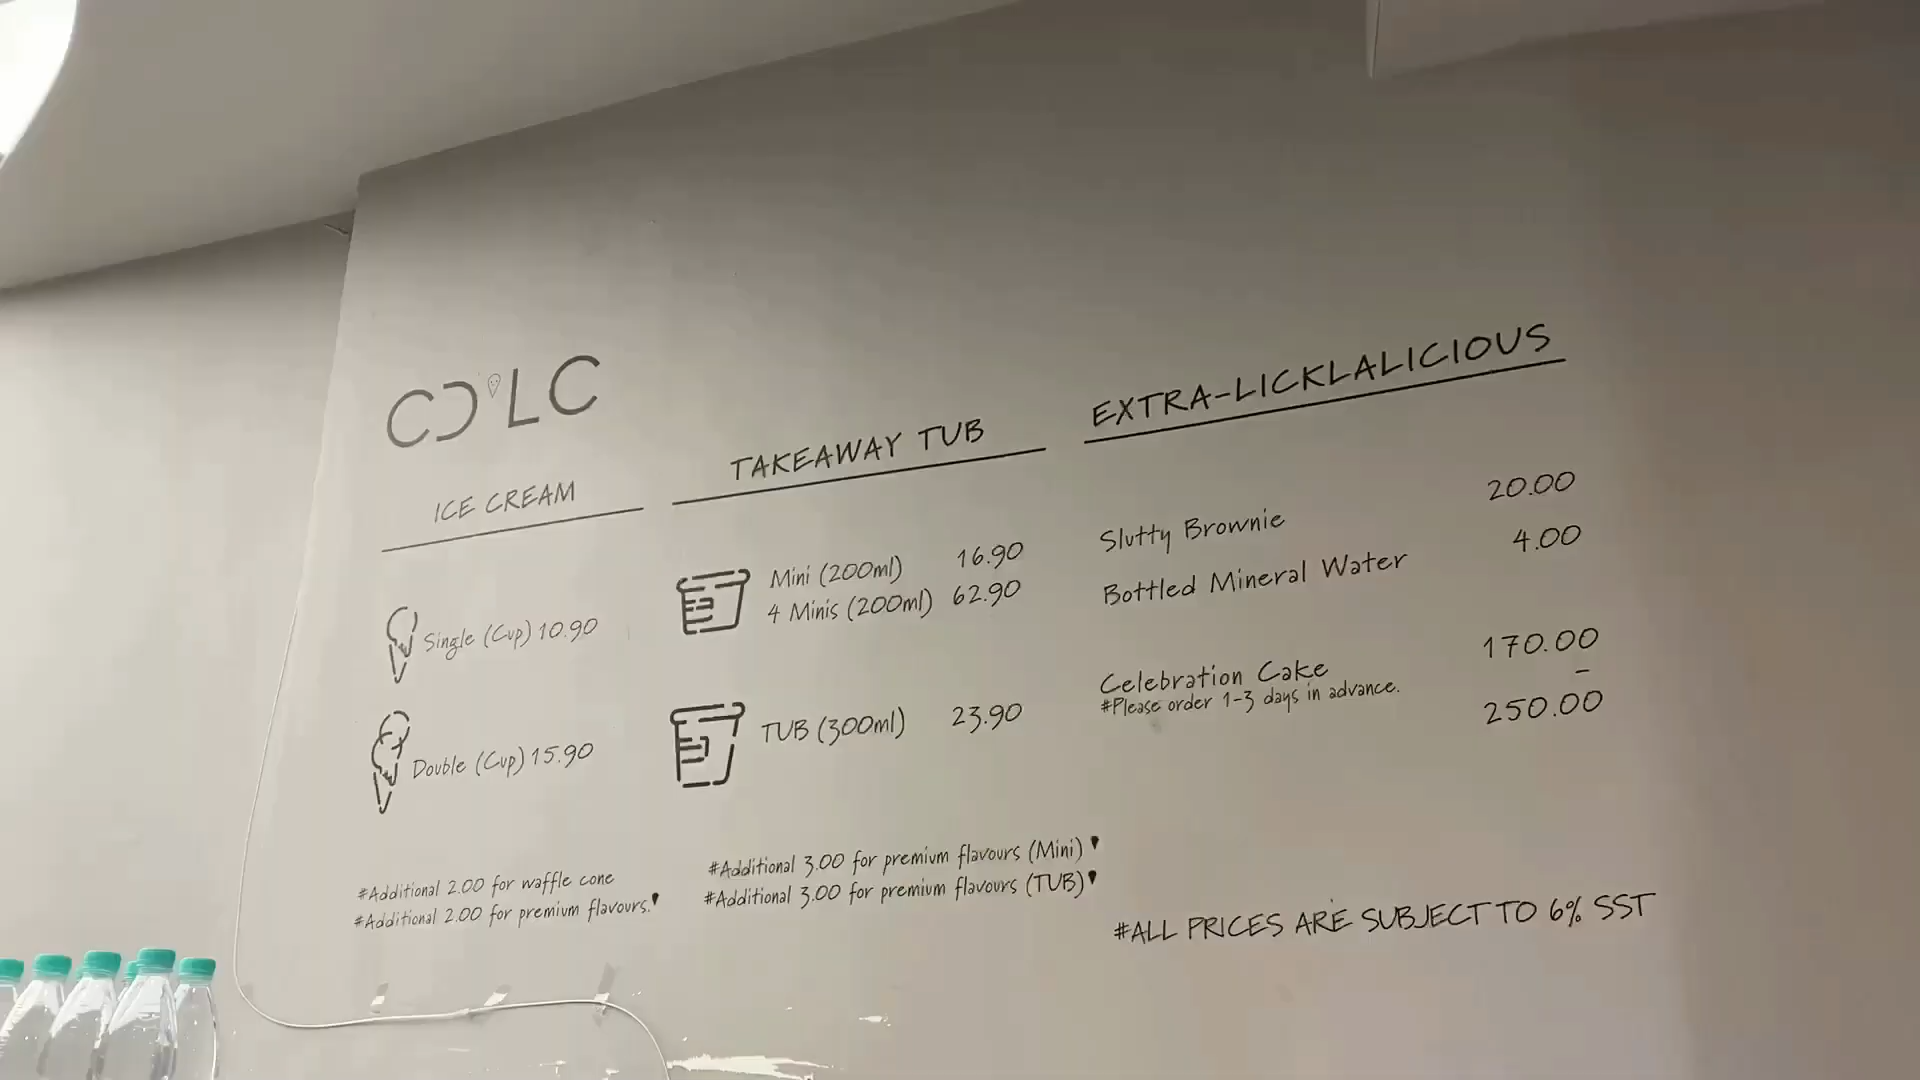 CƆLC
ICE CREAM
Single (Cup) 10.90
Double (Cup) 15.90
#Additional 2.00 for waffle cone
#Additional 2.00 for premium flavours.
TAKEAWAY TUB
Mini (200ml) 16.90
4 Minis (200ml) 62.90
TUB (300ml) 23.90
#Additional 3.00 for premium flavours (Mini)
#Additional 3.00 for premium flavours (TUB)
EXTRA-LICKLALICIOUS
Slutty Brownie 20.00
Bottled Mineral Water 4.00
Celebration Cake 170.00 – 250.00
#Please order 1-3 days in advance.
#ALL PRICES ARE SUBJECT TO 6% SST